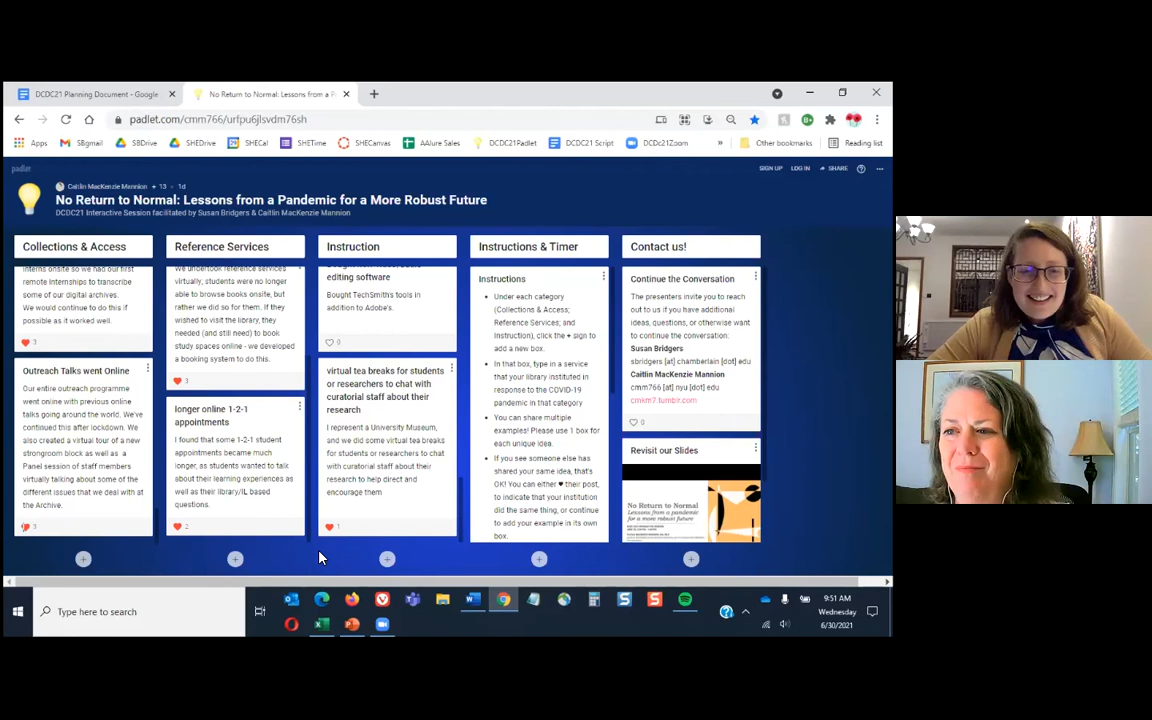 DCDC21 Planning Document - Google
No Return to Normal: Lessons from a P
padlet.com/cmm766/urfpu6jlsvdm76sh
Apps
SBgmail
SBDrive
SHEDrive
SHECal
SHETime
SHECanvas
AAlure Sales
DCDC21Padlet
DCDC21 Script
DCDc21Zoom
»
Other bookmarks
Reading list
padlet
SIGN UP
LOG IN
SHARE
Caitlin MacKenzie Mannion + 13 • 1d
No Return to Normal: Lessons from a Pandemic for a More Robust Future
DCDC21 Interactive Session facilitated by Susan Bridgers & Caitlin MacKenzie Mannion
Collections & Access
interns onsite so we had our first
remote Internships to transcribe
some of our digital archives.
We would continue to do this if
possible as it worked well.
3
Outreach Talks went Online
Our entire outreach programme
went online with previous online
talks going around the world. We've
continued this after lockdown. We
also created a virtual tour of a new
strongroom block as well as a
Panel session of staff members
virtually talking about some of the
different issues that we deal with at
the Archive.
3
Reference Services
We undertook reference services
virtually, students were no longer
able to browse books onsite, but
rather we did so for them. If they
wished to visit the library, they
needed (and still need) to book
study spaces online - we developed
a booking system to do this.
3
longer online 1-2-1
appointments
I found that some 1-2-1 student
appointments became much
longer, as students wanted to talk
about their learning experiences as
well as their library/IL based
questions.
2
Instruction
editing software
Bought TechSmith's tools in
addition to Adobe's.
0
virtual tea breaks for students
or researchers to chat with
curatorial staff about their
research
I represent a University Museum,
and we did some virtual tea breaks
for students or researchers to chat
with curatorial staff about their
research to help direct and
encourage them
1
Instructions & Timer
Instructions
• Under each category
(Collections & Access;
Reference Services; and
Instruction), click the + sign to
add a new box.
• In that box, type in a service
that your library instituted in
response to the COVID-19
pandemic in that category
• You can share multiple
examples! Please use 1 box for
each unique idea.
• If you see someone else has
shared your same idea, that's
OK! You can either ♥ their post,
to indicate that your institution
did the same thing, or continue
to add your example in its own
box.
Contact us!
Continue the Conversation
The presenters invite you to reach
out to us if you have additional
ideas, questions, or otherwise want
to continue the conversation:
Susan Bridgers
sbridgers [at] chamberlain [dot] edu
Caitlin MacKenzie Mannion
cmm766 [at] nyu [dot] edu
cmkm7.tumblr.com
0
Revisit our Slides
No Return to Normal
Lessons from a pandemic
for a more robust future
Type here to search
9:51 AM
Wednesday
6/30/2021